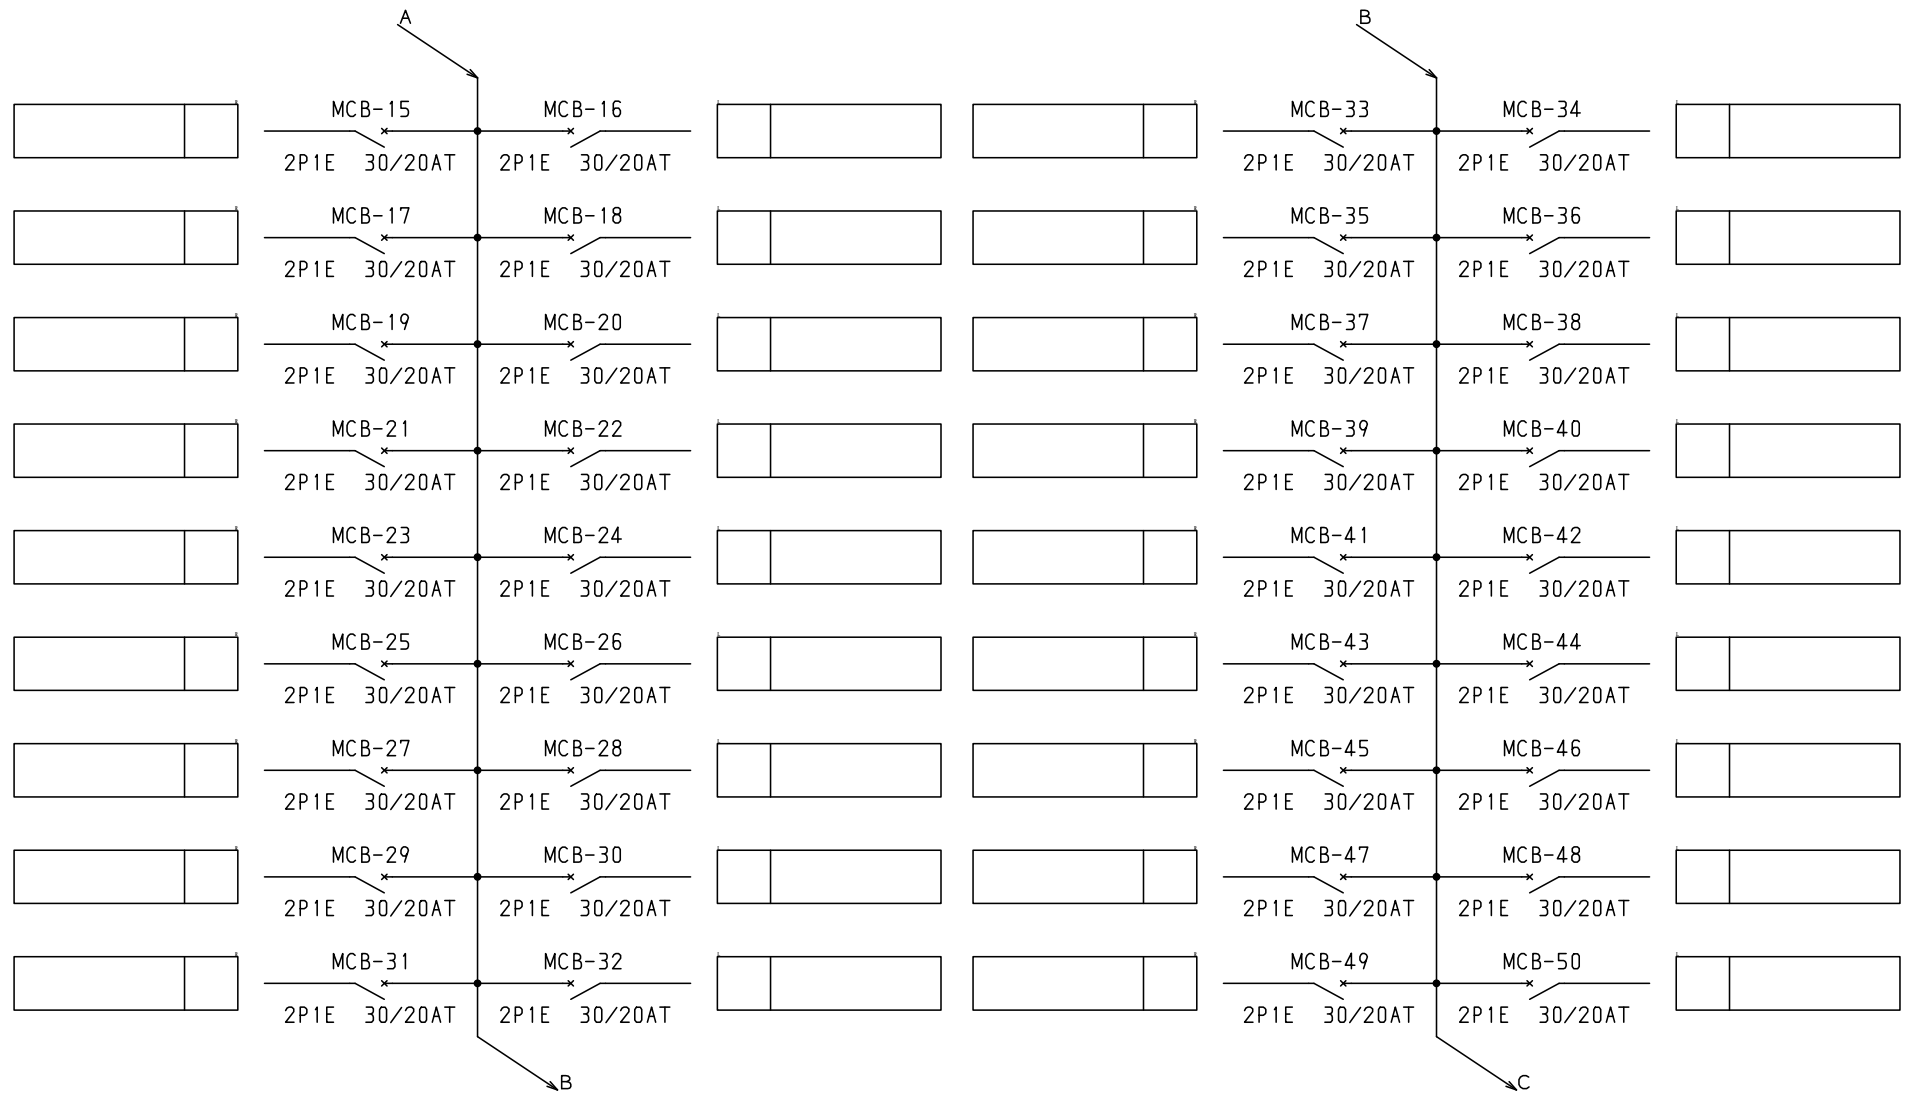 A B
MCB-15 MCB-16 MCB-33 MCB-34
2P1E 30/20AT 2P1E 30/20AT 2P1E 30/20AT 2P1E 30/20AT
MCB-17 MCB-18 MCB-35 MCB-36
2P1E 30/20AT 2P1E 30/20AT 2P1E 30/20AT 2P1E 30/20AT
MCB-19 MCB-20 MCB-37 MCB-38
2P1E 30/20AT 2P1E 30/20AT 2P1E 30/20AT 2P1E 30/20AT
MCB-21 MCB-22 MCB-39 MCB-40
2P1E 30/20AT 2P1E 30/20AT 2P1E 30/20AT 2P1E 30/20AT
MCB-23 MCB-24 MCB-41 MCB-42
2P1E 30/20AT 2P1E 30/20AT 2P1E 30/20AT 2P1E 30/20AT
MCB-25 MCB-26 MCB-43 MCB-44
2P1E 30/20AT 2P1E 30/20AT 2P1E 30/20AT 2P1E 30/20AT
MCB-27 MCB-28 MCB-45 MCB-46
2P1E 30/20AT 2P1E 30/20AT 2P1E 30/20AT 2P1E 30/20AT
MCB-29 MCB-30 MCB-47 MCB-48
2P1E 30/20AT 2P1E 30/20AT 2P1E 30/20AT 2P1E 30/20AT
MCB-31 MCB-32 MCB-49 MCB-50
2P1E 30/20AT 2P1E 30/20AT 2P1E 30/20AT 2P1E 30/20AT
B C